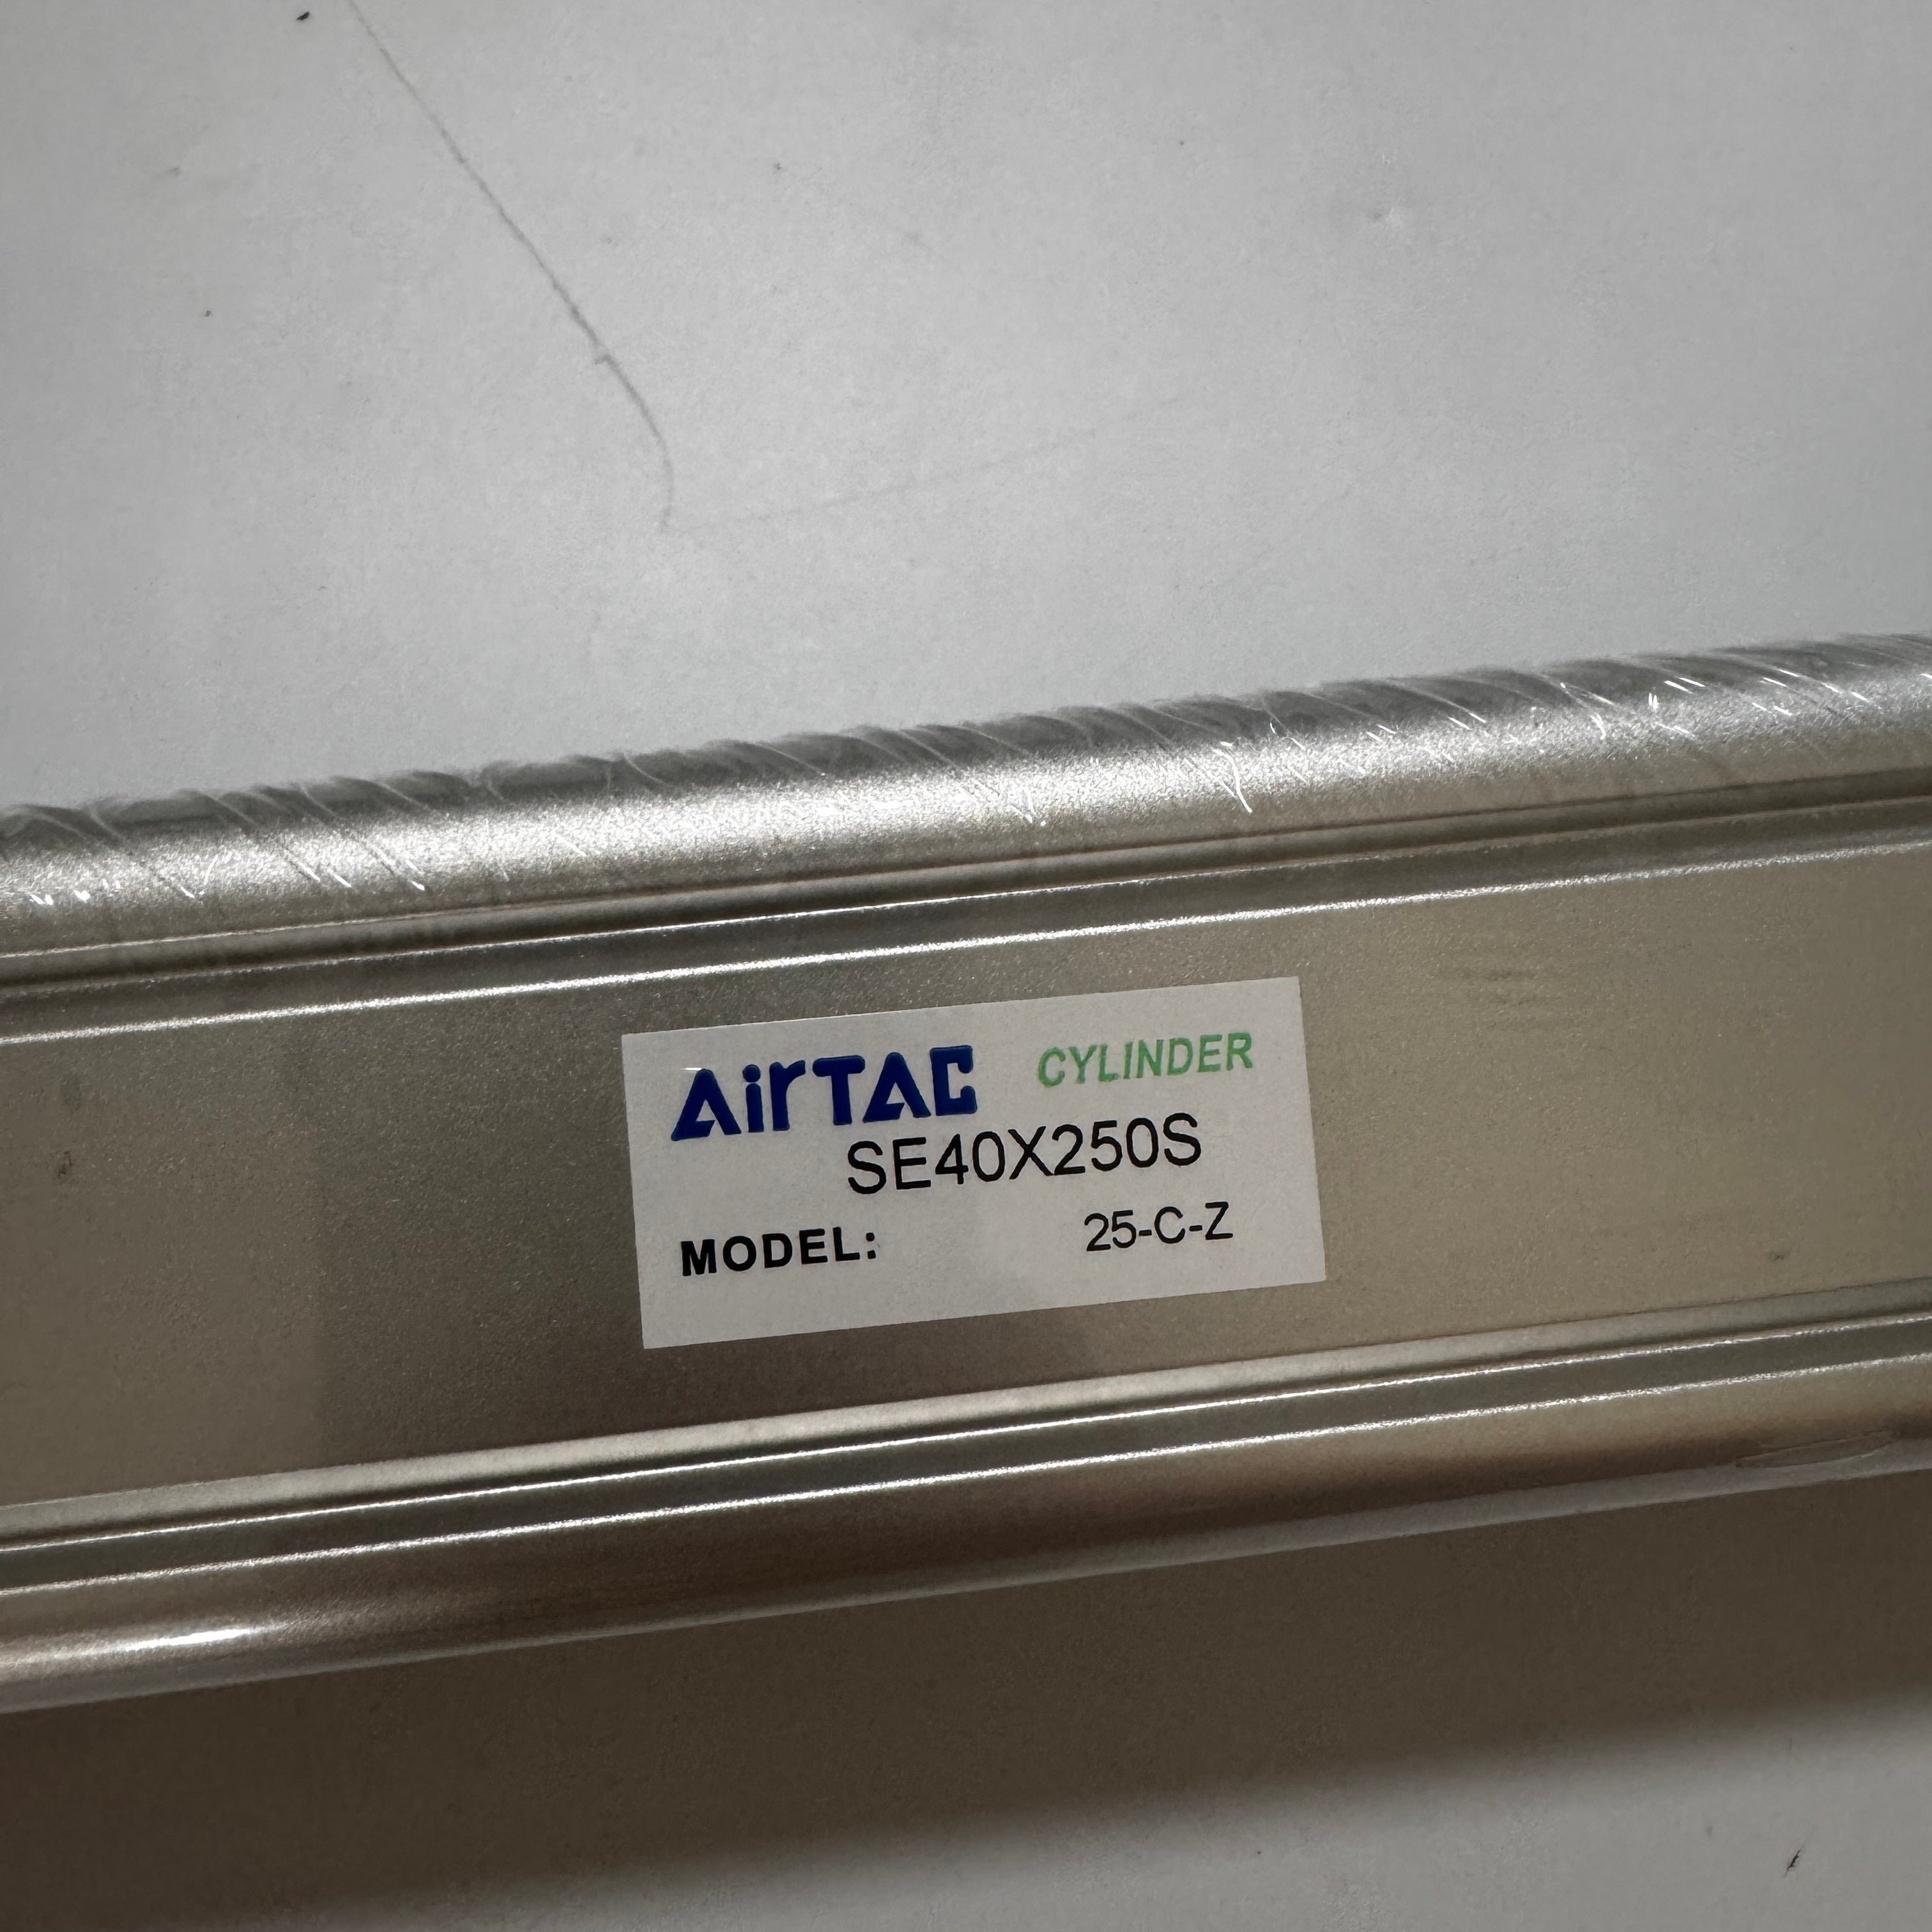 AirTAC CYLINDER
SE40X250S
MODEL: 25-C-Z